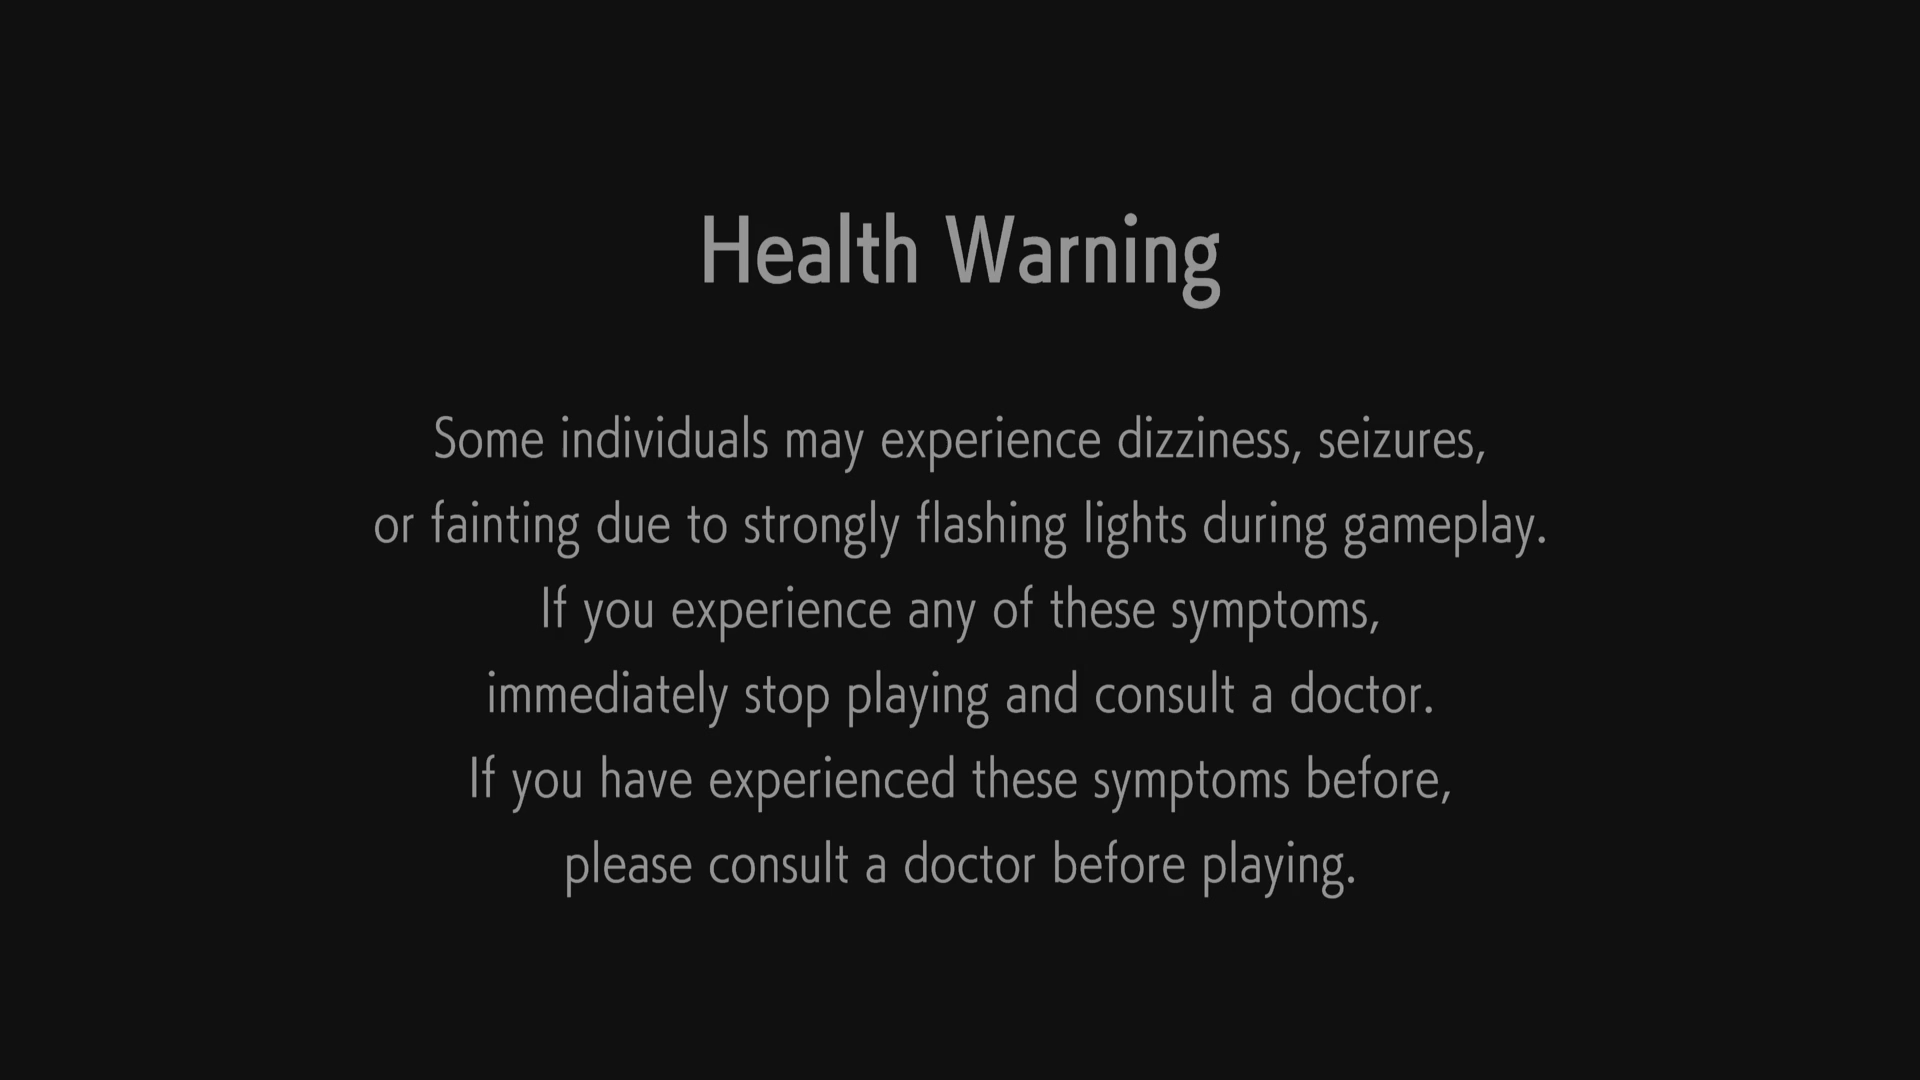 Health Warning
Some individuals may experience dizziness, seizures,
or fainting due to strongly flashing lights during gameplay.
If you experience any of these symptoms,
immediately stop playing and consult a doctor.
If you have experienced these symptoms before,
please consult a doctor before playing.